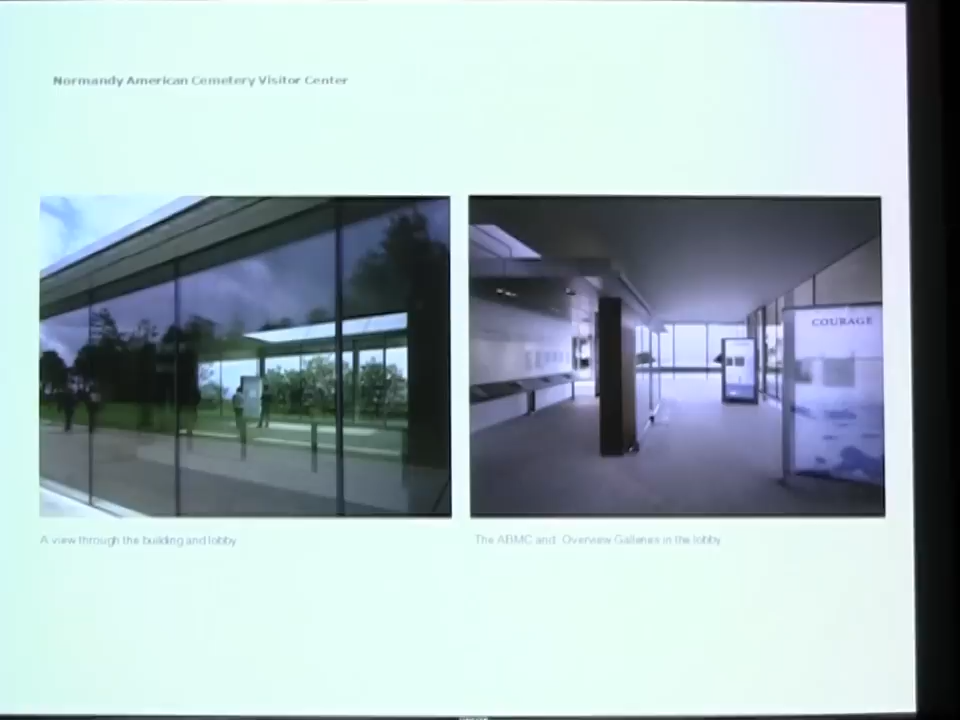 Normandy American Cemetery Visitor Center
COURAGE
A view through the building and lobby
The ABMC and Overview Galleries in the lobby